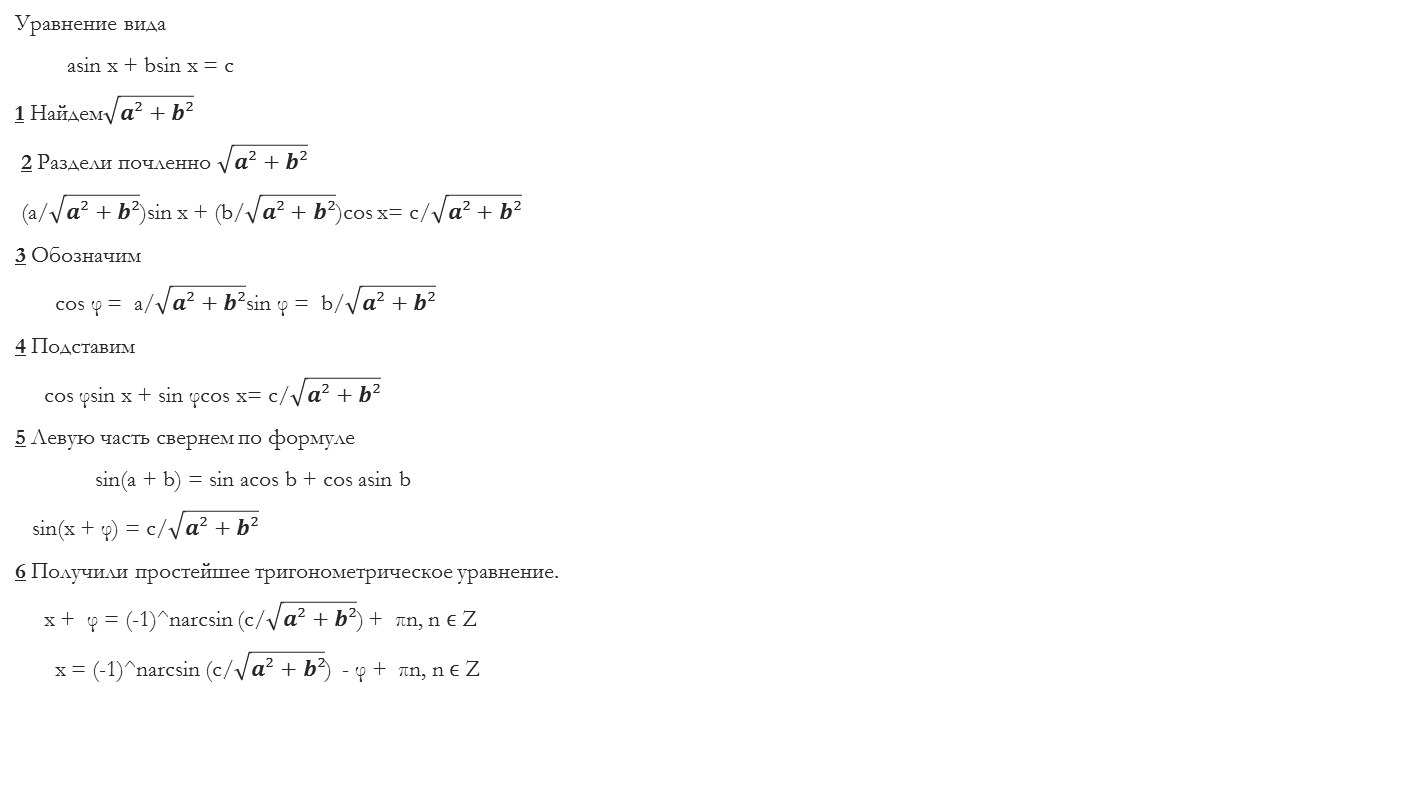 Уравнение вида
asin x + bsin x = c
1 Найдем√a² + b²
2 Раздели почленно √a² + b²
(a/√a² + b²)sin x + (b/√a² + b²)cos x= c/√a² + b²
3 Обозначим
cos φ = a/√a² + b²sin φ = b/√a² + b²
4 Подставим
cos φsin x + sin φcos x= c/√a² + b²
5 Левую часть свернем по формуле
sin(a + b) = sin acos b + cos asin b
sin(x + φ) = c/√a² + b²
6 Получили простейшее тригонометрическое уравнение.
x + φ = (-1)^narcsin (c/√a² + b²) + πn, n ϵ Z
x = (-1)^narcsin (c/√a² + b²) - φ + πn, n ϵ Z